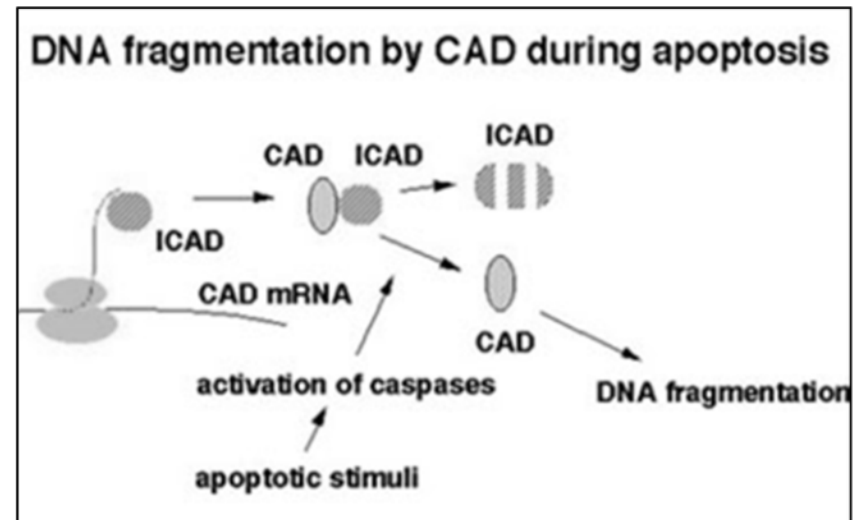 DNA fragmentation by CAD during apoptosis
ICAD
CAD ICAD
ICAD
CAD mRNA
CAD
activation of caspases
DNA fragmentation
apoptotic stimuli